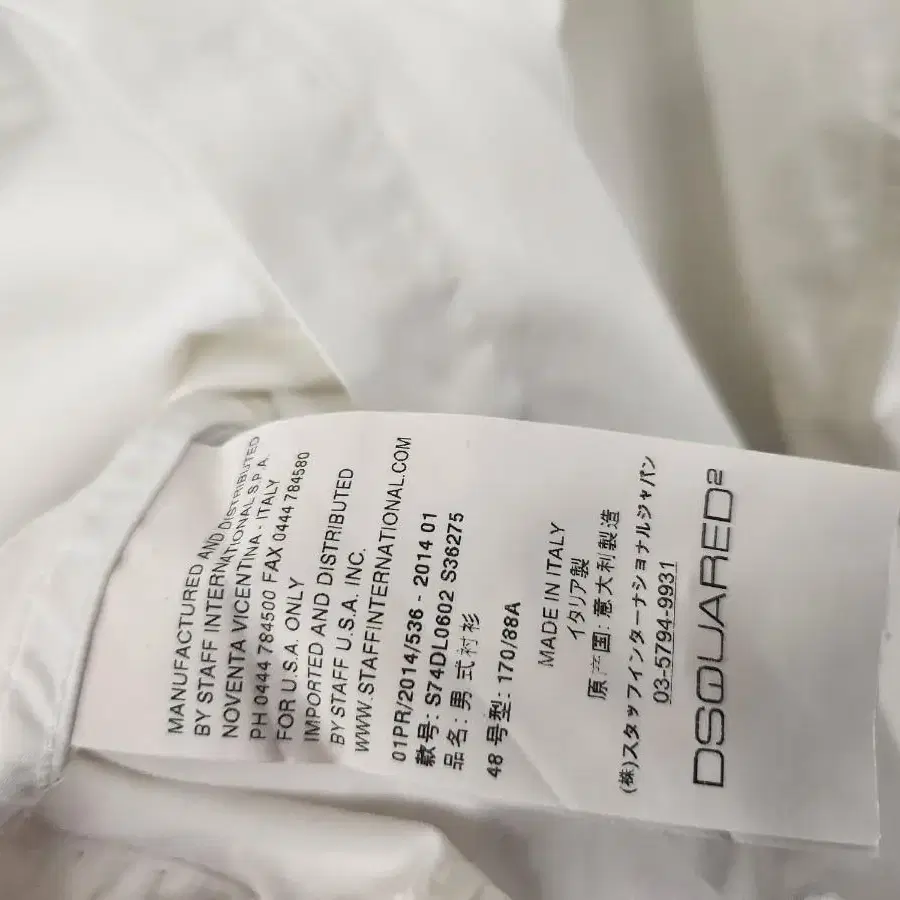 MANUFACTURED AND DISTRIBUTED
BY STAFF INTERNATIONAL S.P.A.
NOVENTA VICENTINA - ITALY
PH 0444 784500 FAX 0444 784580
FOR U.S.A. ONLY
IMPORTED AND DISTRIBUTED
BY STAFF U.S.A. INC.
WWW.STAFFINTERNATIONAL.COM
01PR/2014/536 - 2014 01
款号: S74DL0602 S36275
品名: 男 式 衬 衫
48 号 型: 170/88A
MADE IN ITALY
イタリア製
原产国: 意大利製造
(株)スタッフインターナショナルジャパン
03-5794-9931
DSQUARED2